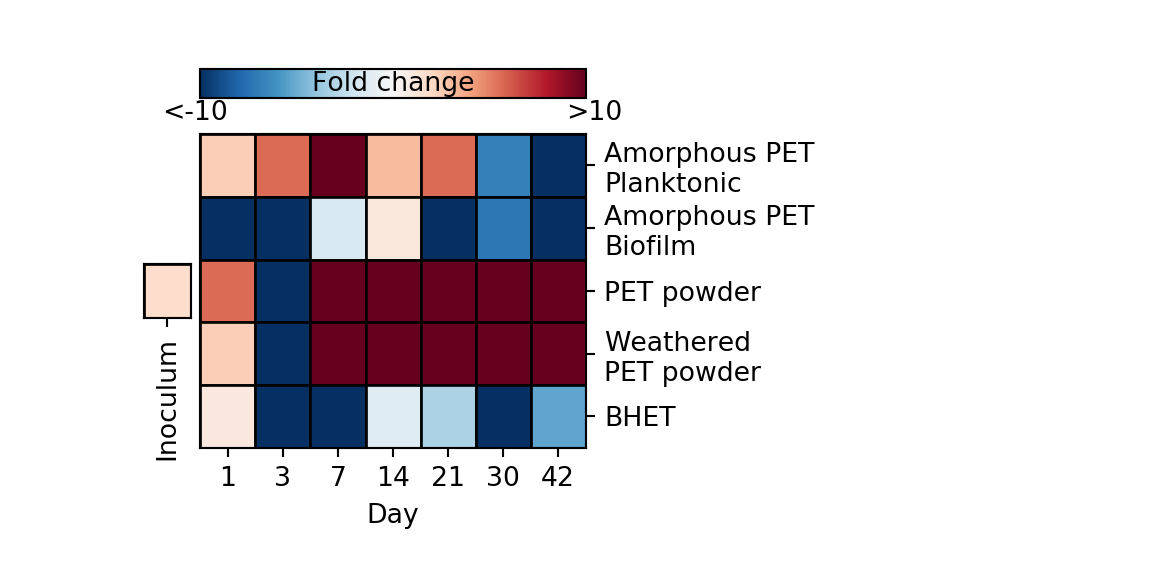 Fold change
<-10 >10
Amorphous PET
Planktonic
Amorphous PET
Biofilm
PET powder
Weathered
PET powder
BHET
Inoculum
1 3 7 14 21 30 42
Day